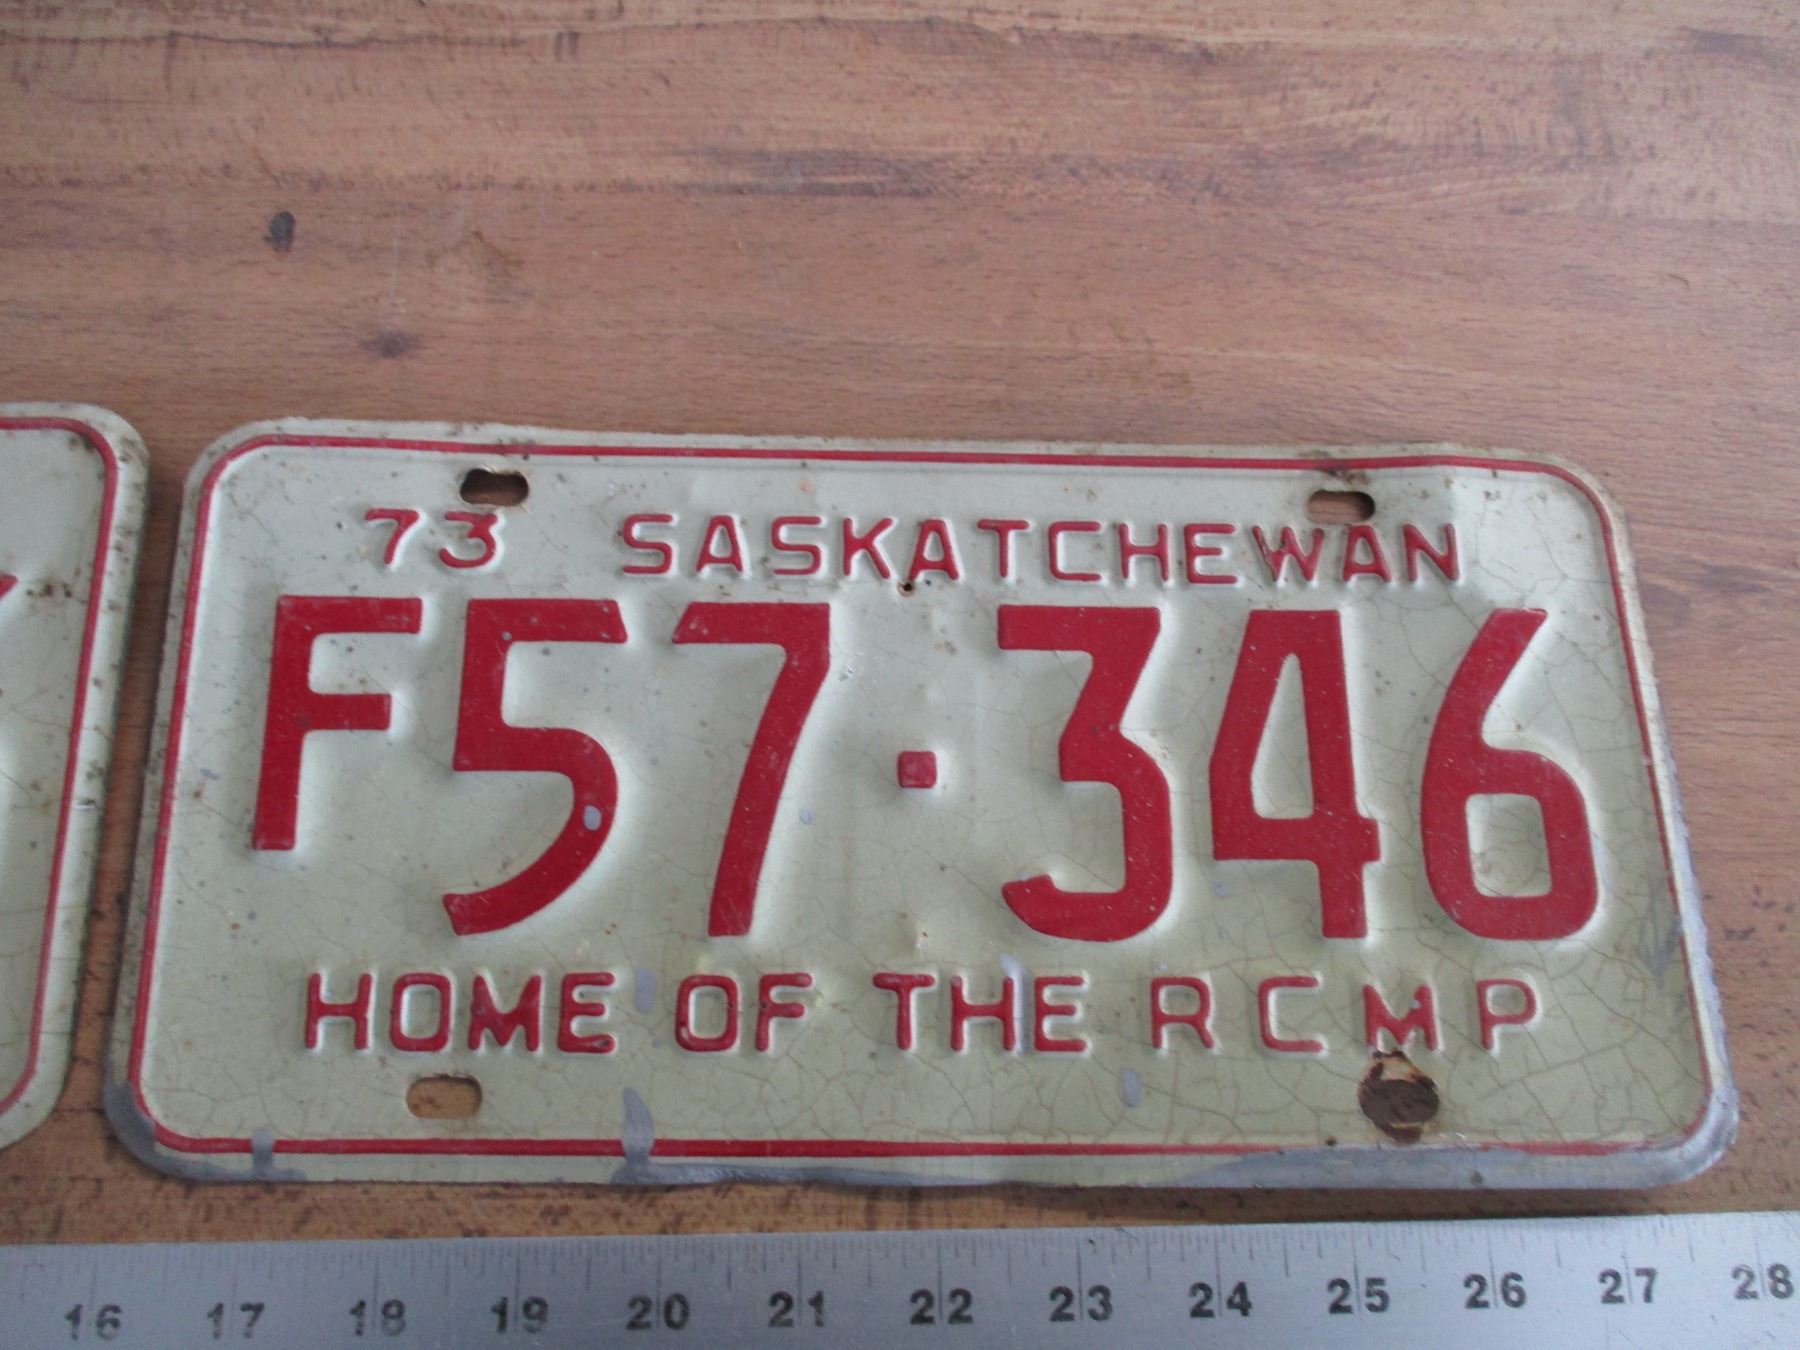 73 SASKATCHEWAN
F57·346
HOME OF THE RCMP
16 17 18 19 20 21 22 23 24 25 26 27 28